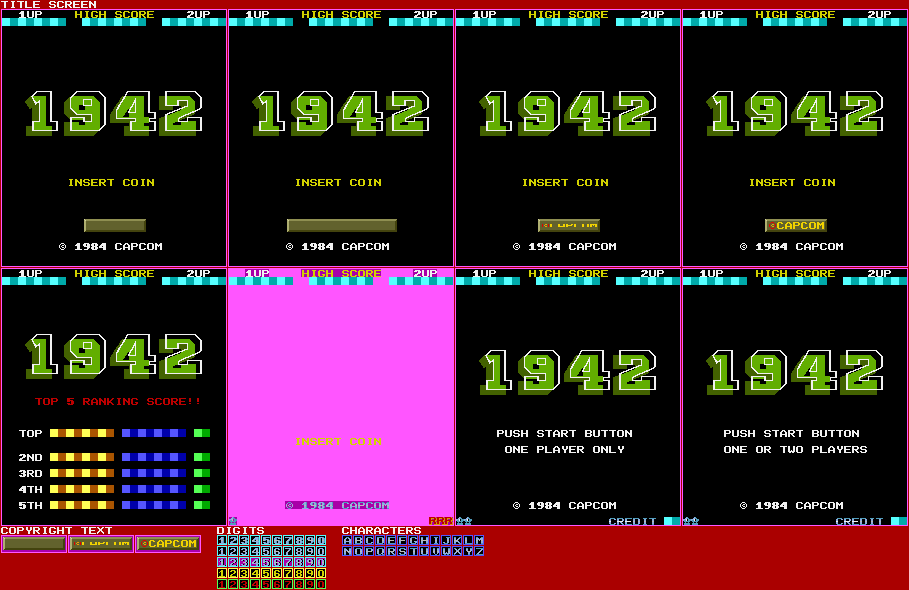 TITLE SCREEN
1UP HIGH SCORE 2UP
1942
INSERT COIN
© 1984 CAPCOM
1UP HIGH SCORE 2UP
1942
INSERT COIN
© 1984 CAPCOM
1UP HIGH SCORE 2UP
1942
INSERT COIN
CAPCOM
© 1984 CAPCOM
1UP HIGH SCORE 2UP
1942
INSERT COIN
CAPCOM
© 1984 CAPCOM
1UP HIGH SCORE 2UP
1942
TOP 5 RANKING SCORE!!
TOP
2ND
3RD
4TH
5TH
1UP HIGH SCORE 2UP
INSERT COIN
© 1984 CAPCOM
1UP HIGH SCORE 2UP
1942
PUSH START BUTTON
ONE PLAYER ONLY
© 1984 CAPCOM
CREDIT
1UP HIGH SCORE 2UP
1942
PUSH START BUTTON
ONE OR TWO PLAYERS
© 1984 CAPCOM
CREDIT
COPYRIGHT TEXT
CAPCOM
CAPCOM
DIGITS
1234567890
1234567890
1234567890
1234567890
1234567890
CHARACTERS
ABCDEFGHIJKLM
NOPQRSTUVWXYZ